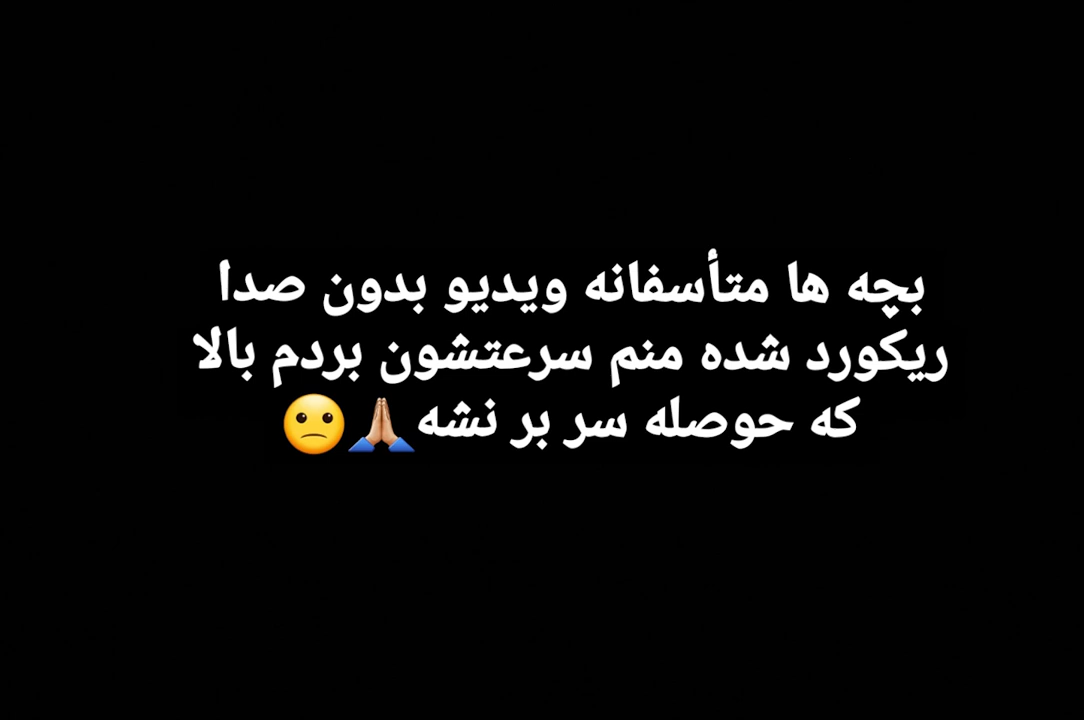 بچه ها متأسفانه ویدیو بدون صدا
ریکورد شده منم سرعتشون بردم بالا
که حوصله سر بر نشه🙏🏼😕